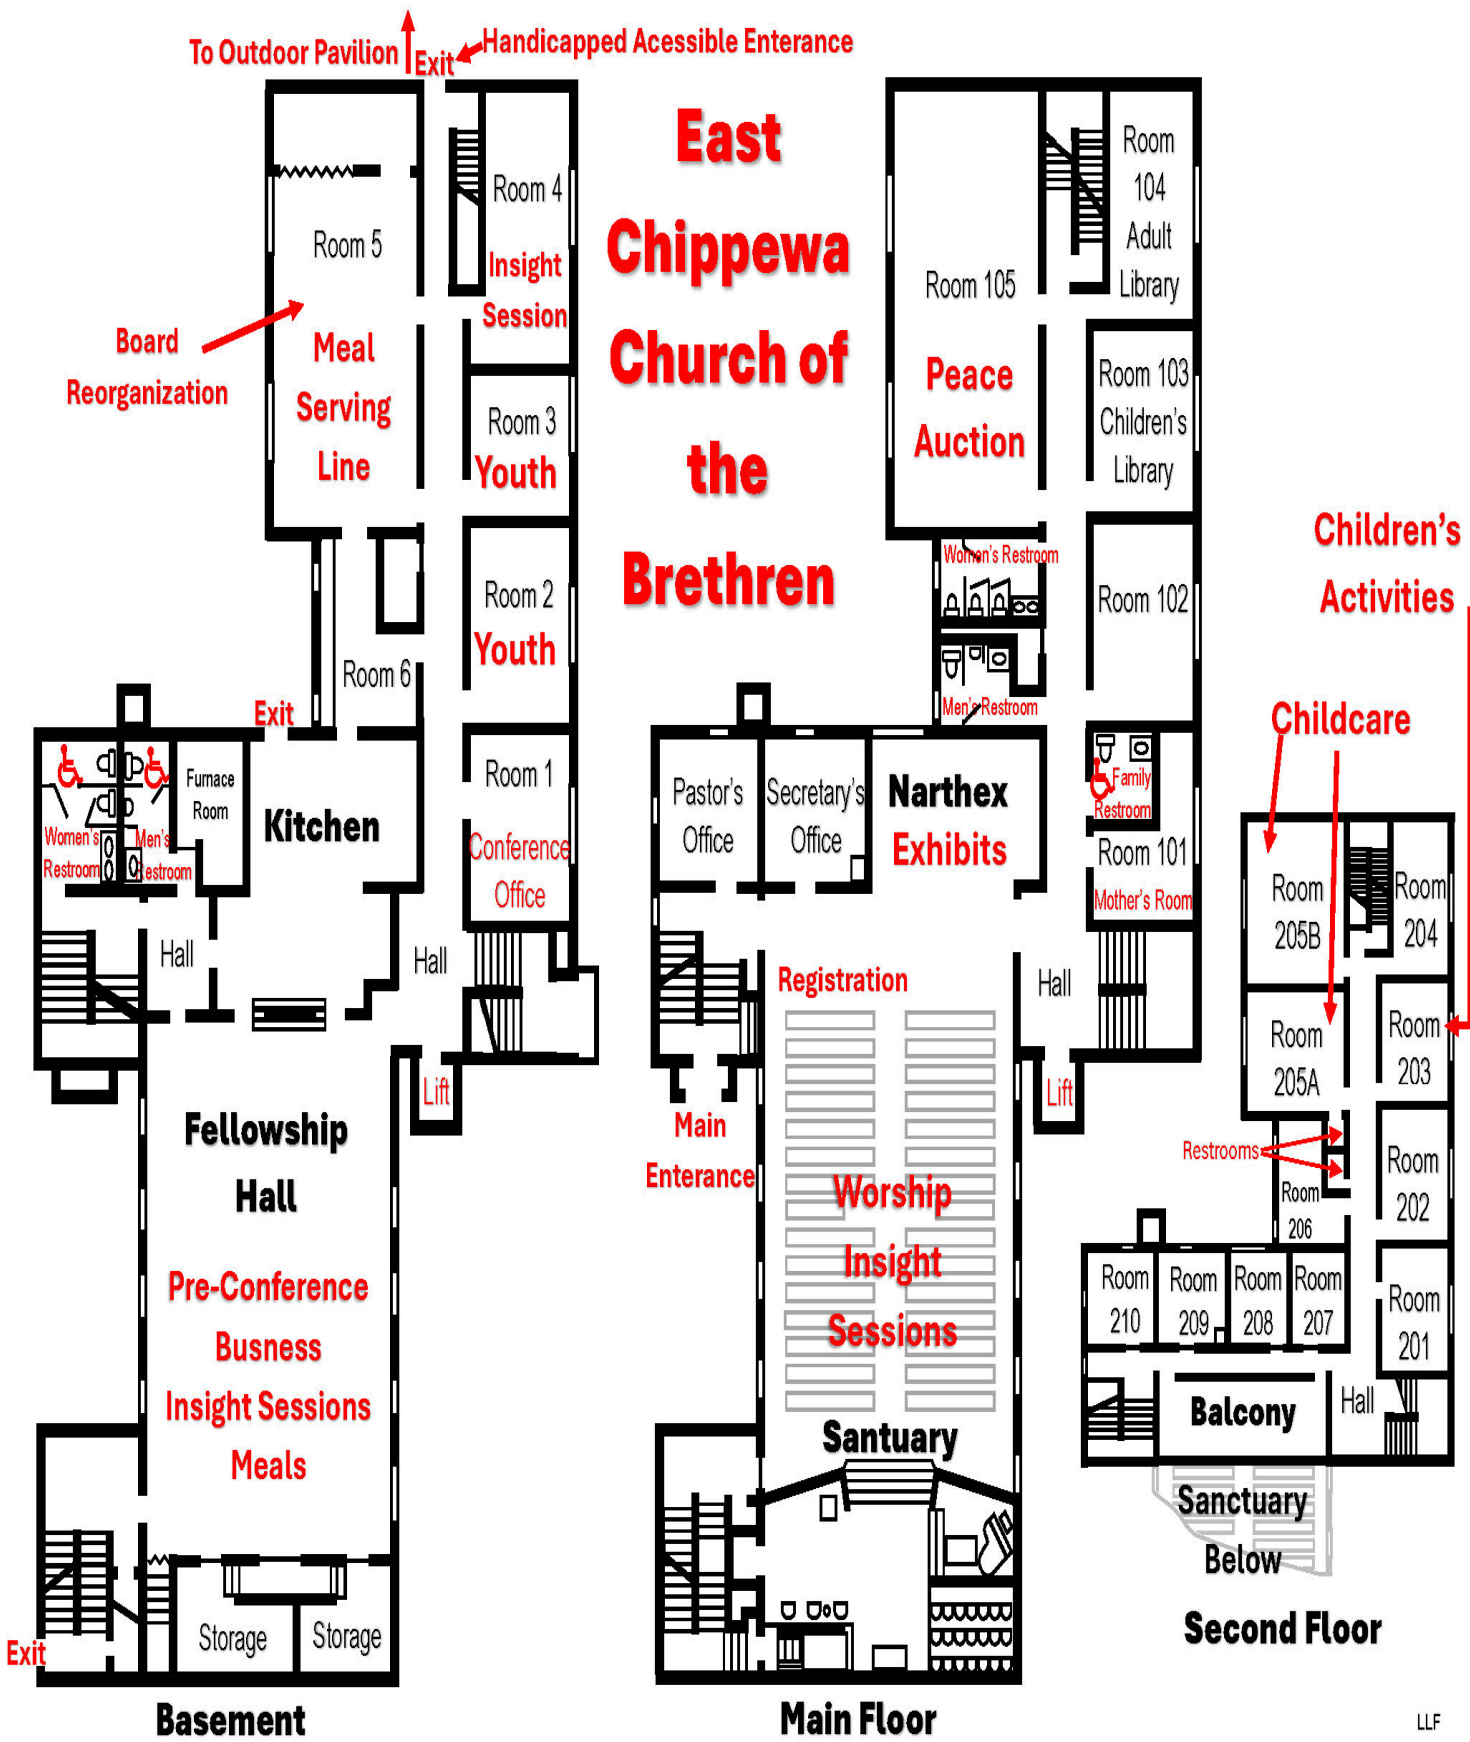 To Outdoor Pavilion
Exit
Handicapped Acessible Enterance
East
Chippewa
Church of
the
Brethren
Room 5
Board
Reorganization
Meal
Serving
Line
Room 4
Insight
Session
Room 3
Youth
Room 2
Youth
Room 6
Exit
Room 1
Conference
Office
Women's
Restroom
Men's
Restroom
Furnace
Room
Kitchen
Hall
Hall
Lift
Fellowship
Hall
Pre-Conference
Busness
Insight Sessions
Meals
Storage
Storage
Exit
Basement
Room
104
Adult
Library
Room 105
Peace
Auction
Room 103
Children's
Library
Women's Restroom
Room 102
Men's Restroom
Pastor's
Office
Secretary's
Office
Narthex
Exhibits
Family
Restroom
Room 101
Mother's Room
Registration
Hall
Lift
Main
Enterance
Worship
Insight
Sessions
Santuary
Main Floor
Children's
Activities
Childcare
Room
205B
Room
204
Room
205A
Room
203
Restrooms
Room
202
Room
206
Room
210
Room
209
Room
208
Room
207
Room
201
Balcony
Hall
Sanctuary
Below
Second Floor
LLF